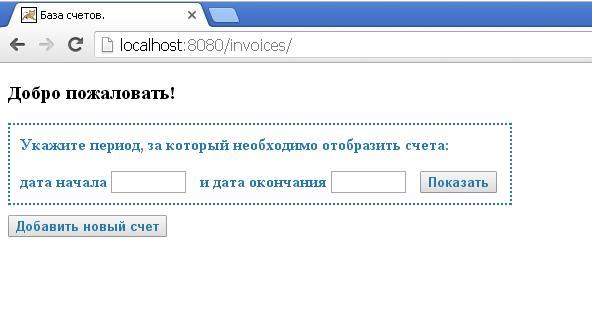 База счетов.
localhost:8080/invoices/
Добро пожаловать!
Укажите период, за который необходимо отобразить счета:
дата начала и дата окончания Показать
Добавить новый счет